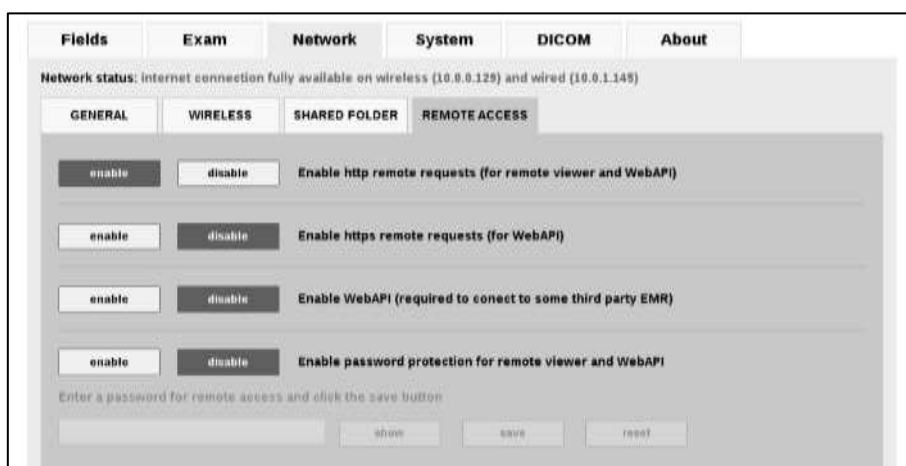 Fields Exam Network System DICOM About
Network status: internet connection fully available on wireless (10.0.0.129) and wired (10.0.1.145)
GENERAL WIRELESS SHARED FOLDER REMOTE ACCESS
enable disable Enable http remote requests (for remote viewer and WebAPI)
enable disable Enable https remote requests (for WebAPI)
enable disable Enable WebAPI (required to conect to some third party EMR)
enable disable Enable password protection for remote viewer and WebAPI
Enter a password for remote access and click the save button
show save reset